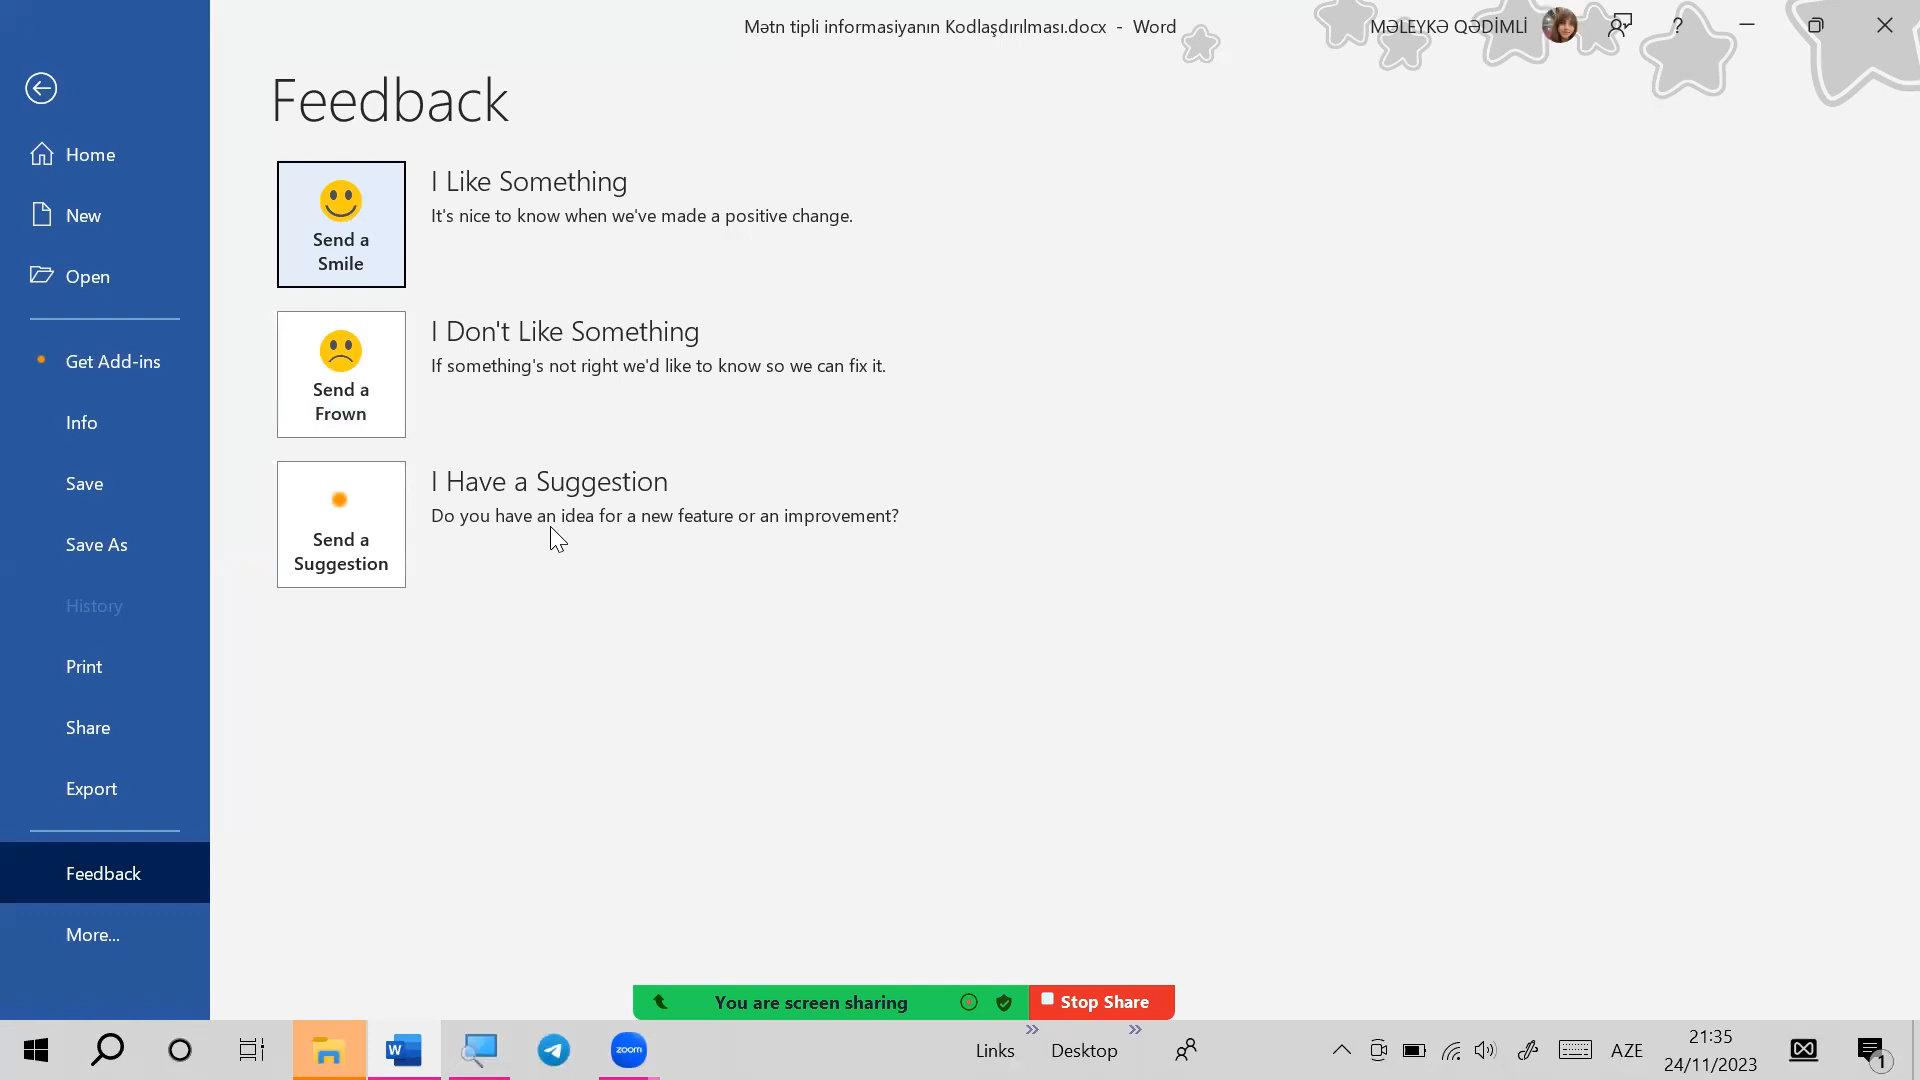 Mətn tipli informasiyanın Kodlaşdırılması.docx - Word
MƏLEYKƏ QƏDİMLİ
?
Feedback
Home
New
Open
Get Add-ins
Info
Save
Save As
History
Print
Share
Export
Feedback
More...
Send a
Smile
I Like Something
It's nice to know when we've made a positive change.
Send a
Frown
I Don't Like Something
If something's not right we'd like to know so we can fix it.
Send a
Suggestion
I Have a Suggestion
Do you have an idea for a new feature or an improvement?
You are screen sharing
Stop Share
W
zoom
Links
»
Desktop
»
AZE
21:35
24/11/2023
1